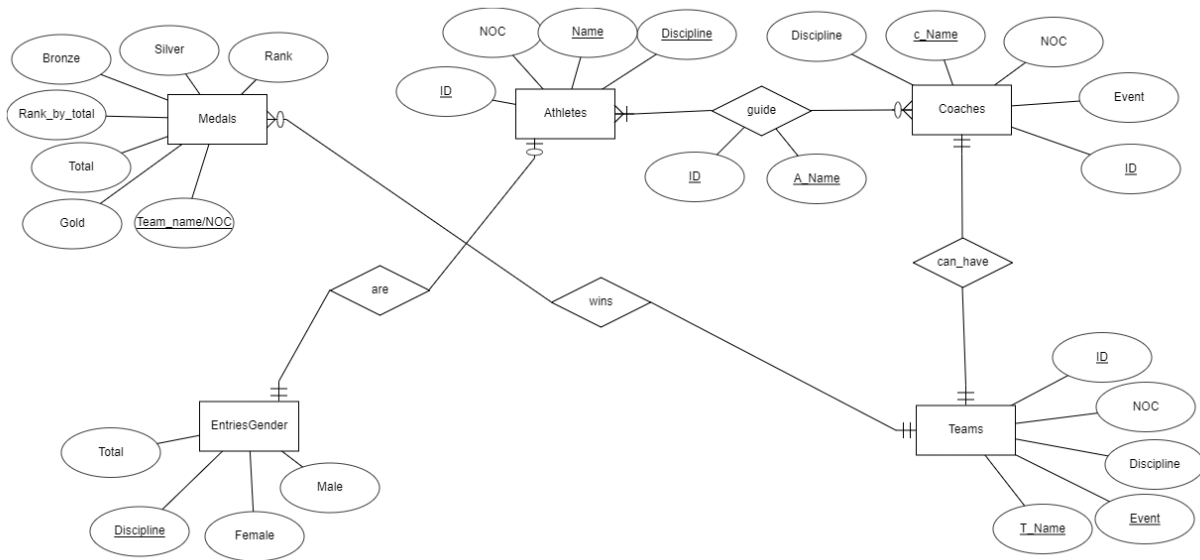 Silver
Bronze
Rank
Rank_by_total
Medals
Total
Gold
Team_name/NOC
NOC
Name
Discipline
ID
Athletes
guide
ID
A_Name
Discipline
c_Name
NOC
Coaches
Event
ID
are
wins
can_have
EntriesGender
Total
Male
Discipline
Female
ID
NOC
Teams
Discipline
T_Name
Event